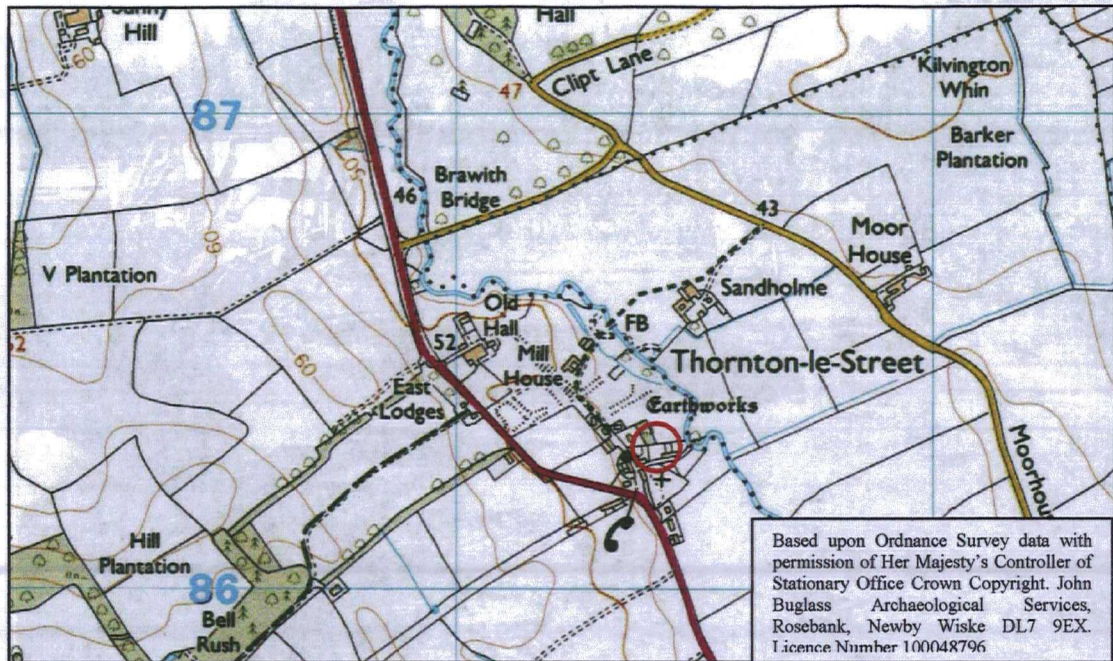 Sunny
Hill
Hall
60
87
47
Clipt Lane
Kilvington
Whin
Barker
Plantation
50
46
Brawith
Bridge
43
Moor
House
60
V Plantation
Sandholme
Old
Hall
FB
52
Mill
House
Thornton-le-Street
60
East
Lodges
Earthworks
Hill
Plantation
86
Bell
Rush
Based upon Ordnance Survey data with
permission of Her Majesty's Controller of
Stationary Office Crown Copyright. John
Buglass Archaeological Services,
Rosebank, Newby Wiske DL7 9EX.
Licence Number 100048796